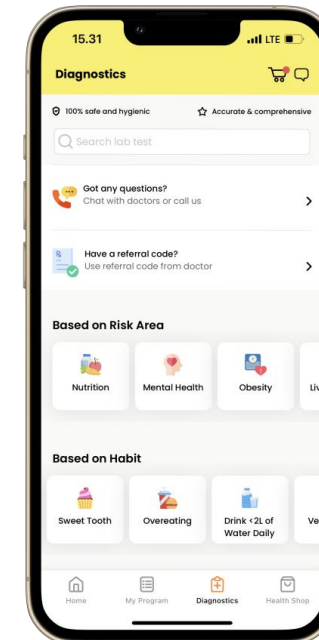 15.31
LTE
Diagnostics
100% safe and hygienic
Accurate & comprehensive
Search lab test
Got any questions?
Chat with doctors or call us
Have a referral code?
Use referral code from doctor
Based on Risk Area
Nutrition
Mental Health
Obesity
Liv
Based on Habit
Sweet Tooth
Overeating
Drink <2L of
Water Daily
Ve
Home
My Program
Diagnostics
Health Shop